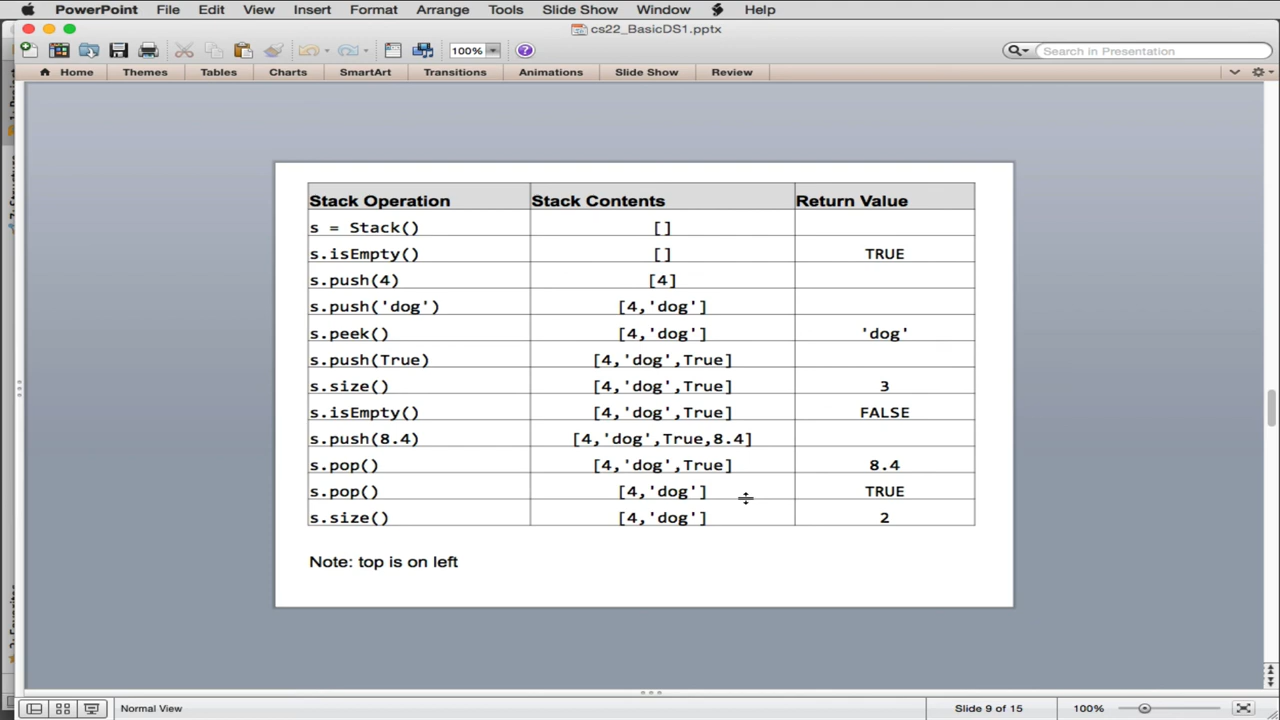 PowerPoint File Edit View Insert Format Arrange Tools Slide Show Window Help
cs22_BasicDS1.pptx
100% Search in Presentation
Home Themes Tables Charts SmartArt Transitions Animations Slide Show Review
Stack Operation Stack Contents Return Value
s = Stack() []
s.isEmpty() [] TRUE
s.push(4) [4]
s.push('dog') [4,'dog']
s.peek() [4,'dog'] 'dog'
s.push(True) [4,'dog',True]
s.size() [4,'dog',True] 3
s.isEmpty() [4,'dog',True] FALSE
s.push(8.4) [4,'dog',True,8.4]
s.pop() [4,'dog',True] 8.4
s.pop() [4,'dog'] TRUE
s.size() [4,'dog'] 2
Note: top is on left
Normal View Slide 9 of 15 100%